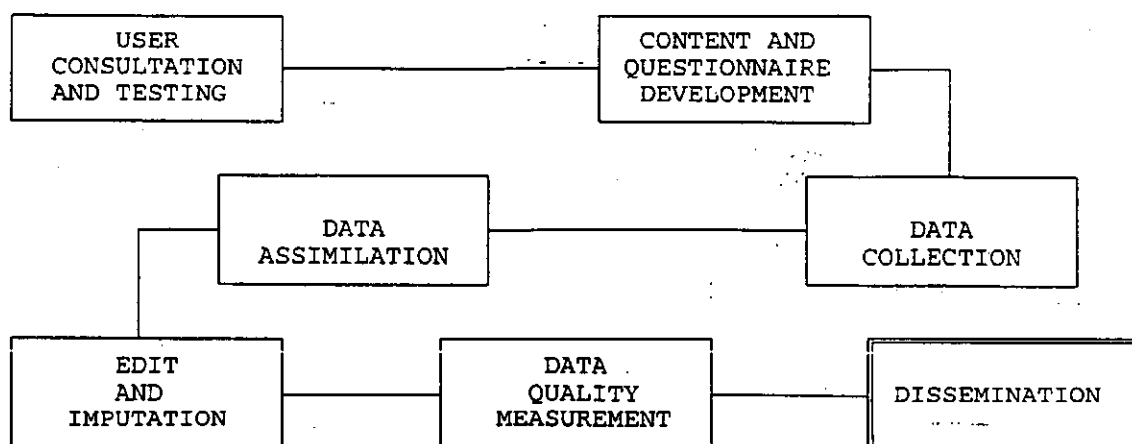 USER
CONSULTATION
AND TESTING
CONTENT AND
QUESTIONNAIRE
DEVELOPMENT
DATA
COLLECTION
DATA
ASSIMILATION
EDIT
AND
IMPUTATION
DATA
QUALITY
MEASUREMENT
DISSEMINATION